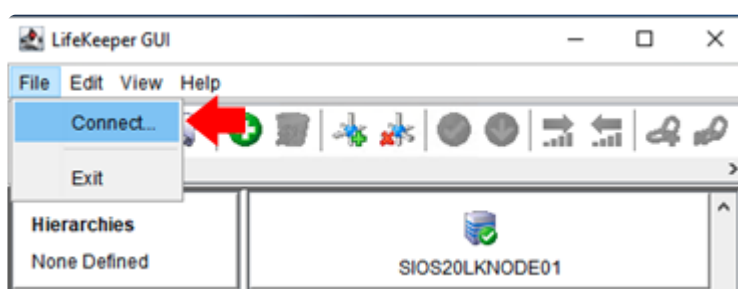 LifeKeeper GUI
File Edit View Help
Connect...
Exit
Hierarchies
None Defined
SIOS20LKNODE01